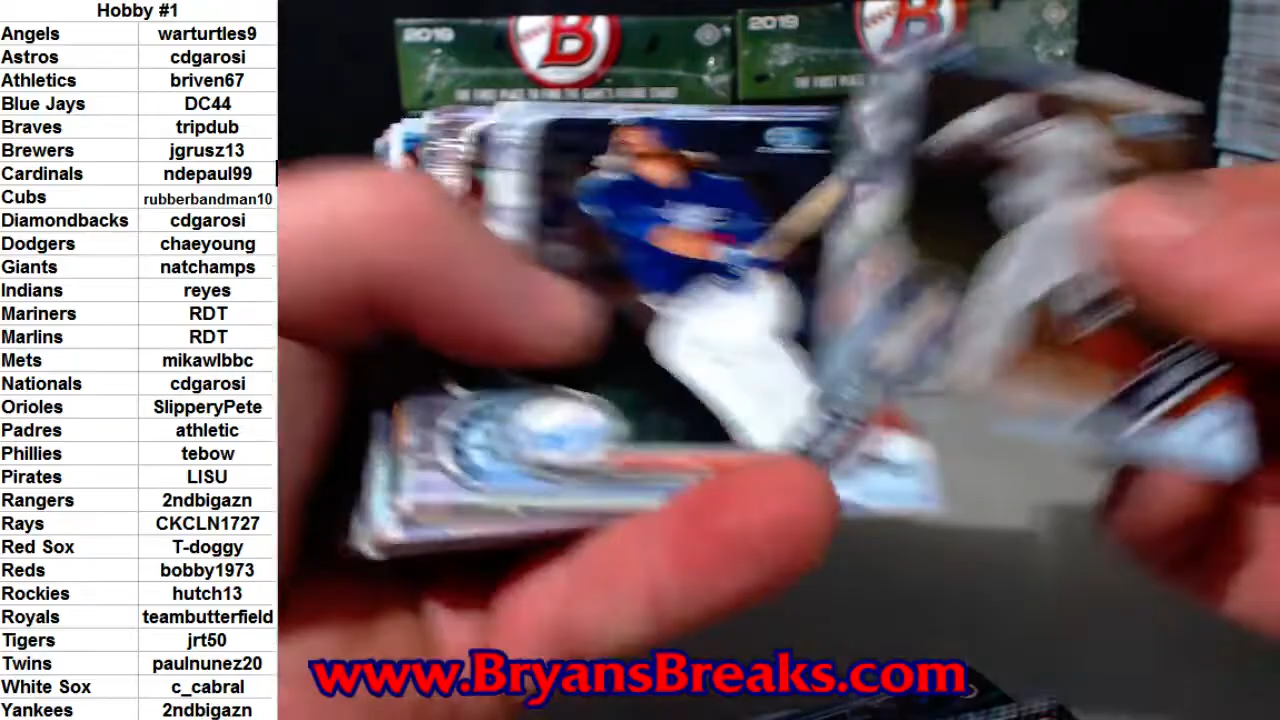 Hobby #1
Angels warturtles9
Astros cdgarosi
Athletics briven67
Blue Jays DC44
Braves tripdub
Brewers jgrusz13
Cardinals ndepaul99
Cubs rubberbandman10
Diamondbacks cdgarosi
Dodgers chaeyoung
Giants natchamps
Indians reyes
Mariners RDT
Marlins RDT
Mets mikawlbbc
Nationals cdgarosi
Orioles SlipperyPete
Padres athletic
Phillies tebow
Pirates LISU
Rangers 2ndbigazn
Rays CKCLN1727
Red Sox T-doggy
Reds bobby1973
Rockies hutch13
Royals teambutterfield
Tigers jrt50
Twins paulnunez20
White Sox c_cabral
Yankees 2ndbigazn
2019 B
2019 B
www.BryansBreaks.com